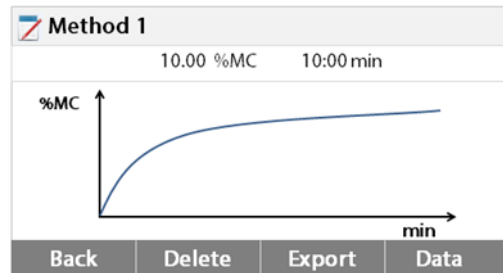 Method 1
10.00 %MC 10:00 min
%MC
min
Back Delete Export Data